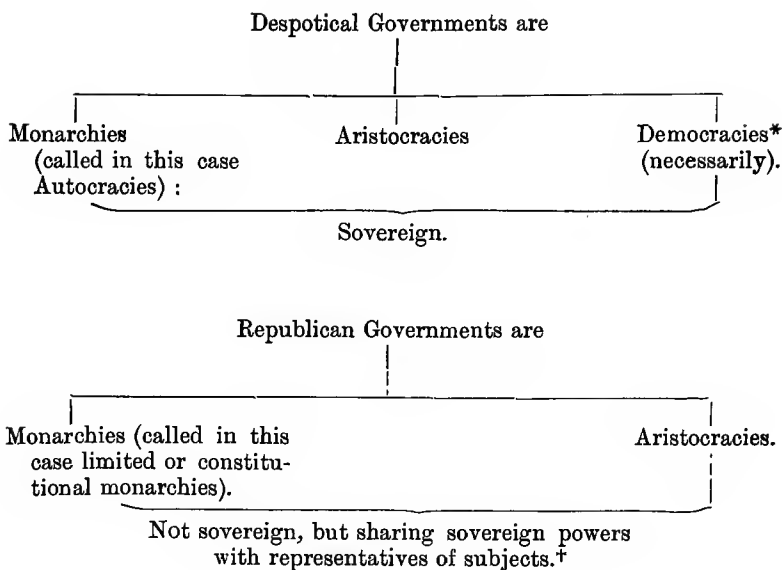 Despotical Governments are
Monarchies Aristocracies Democracies*
(called in this case (necessarily).
Autocracies) :
Sovereign.
Republican Governments are
Monarchies (called in this Aristocracies.
case limited or constitu-
tional monarchies).
Not sovereign, but sharing sovereign powers
with representatives of subjects.†